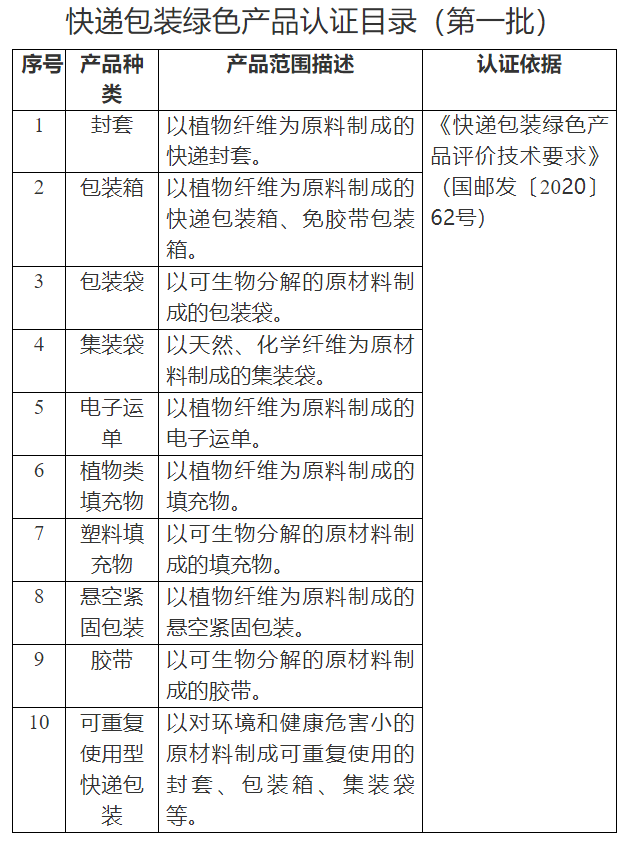 快递包装绿色产品认证目录（第一批）
序号 产品种 产品范围描述 认证依据
类
1 封套 以植物纤维为原料制成的 《快递包装绿色产
快递封套。 品评价技术要求》
2 包装箱 以植物纤维为原料制成的 （国邮发〔2020〕
快递包装箱、免胶带包装 62号）
箱。
3 包装袋 以可生物分解的原材料制
成的包装袋。
4 集装袋 以天然、化学纤维为原材
料制成的集装袋。
5 电子运 以植物纤维为原料制成的
单 电子运单。
6 植物类 以植物纤维为原料制成的
填充物 填充物。
7 塑料填 以可生物分解的原材料制
充物 成的填充物。
8 悬空紧 以植物纤维为原料制成的
固包装 悬空紧固包装。
9 胶带 以可生物分解的原材料制
成的胶带。
10 可重复 以对环境和健康危害小的
使用型 原材料制成可重复使用的
快递包 封套、包装箱、集装袋
装 等。